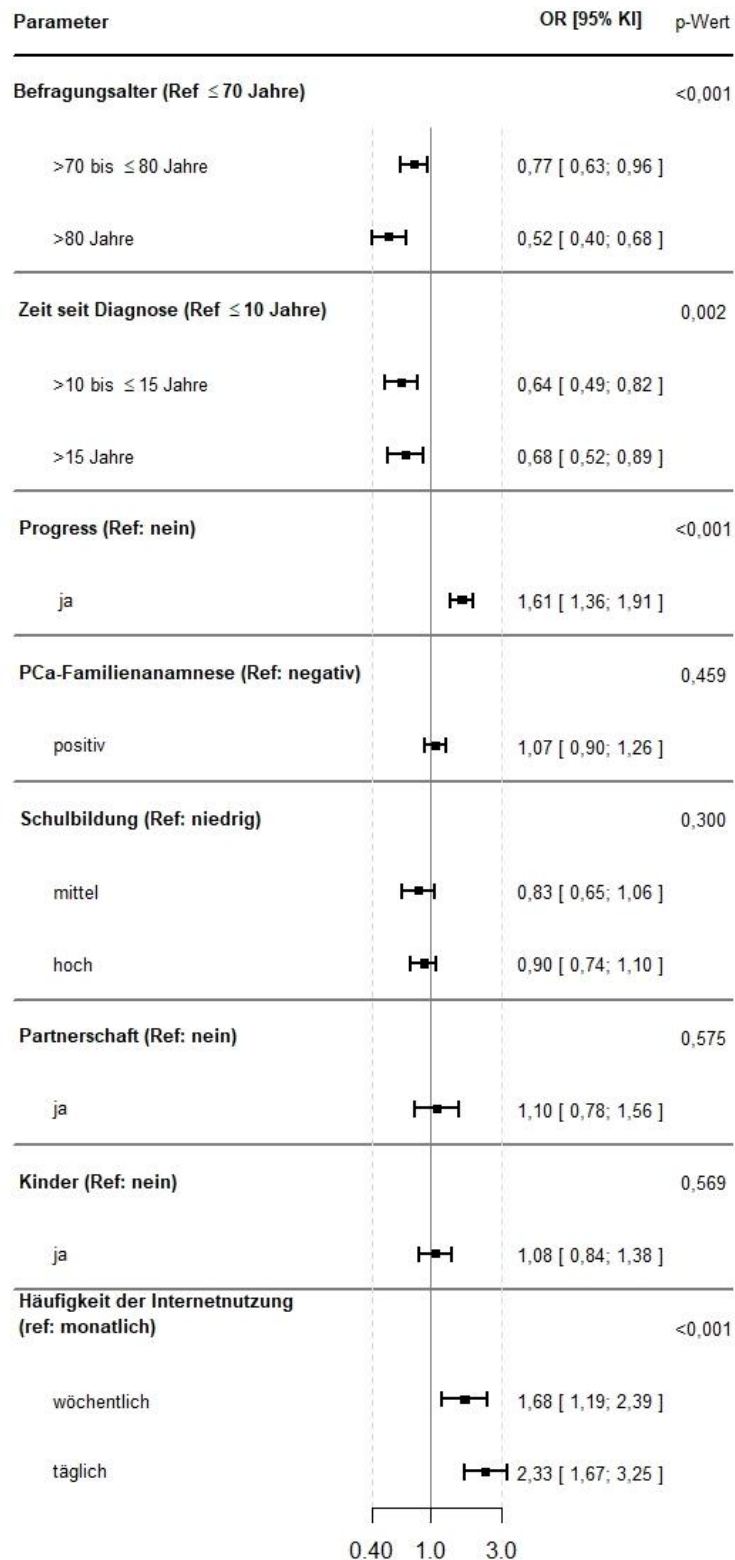 Parameter OR [95% KI] p-Wert
Befragungsalter (Ref ≤ 70 Jahre) <0,001
>70 bis ≤ 80 Jahre 0,77 [ 0,63; 0,96 ]
>80 Jahre 0,52 [ 0,40; 0,68 ]
Zeit seit Diagnose (Ref ≤ 10 Jahre) 0,002
>10 bis ≤ 15 Jahre 0,64 [ 0,49; 0,82 ]
>15 Jahre 0,68 [ 0,52; 0,89 ]
Progress (Ref: nein) <0,001
ja 1,61 [ 1,36; 1,91 ]
PCa-Familienanamnese (Ref: negativ) 0,459
positiv 1,07 [ 0,90; 1,26 ]
Schulbildung (Ref: niedrig) 0,300
mittel 0,83 [ 0,65; 1,06 ]
hoch 0,90 [ 0,74; 1,10 ]
Partnerschaft (Ref: nein) 0,575
ja 1,10 [ 0,78; 1,56 ]
Kinder (Ref: nein) 0,569
ja 1,08 [ 0,84; 1,38 ]
Häufigkeit der Internetnutzung
(ref: monatlich) <0,001
wöchentlich 1,68 [ 1,19; 2,39 ]
täglich 2,33 [ 1,67; 3,25 ]
0.40 1.0 3.0